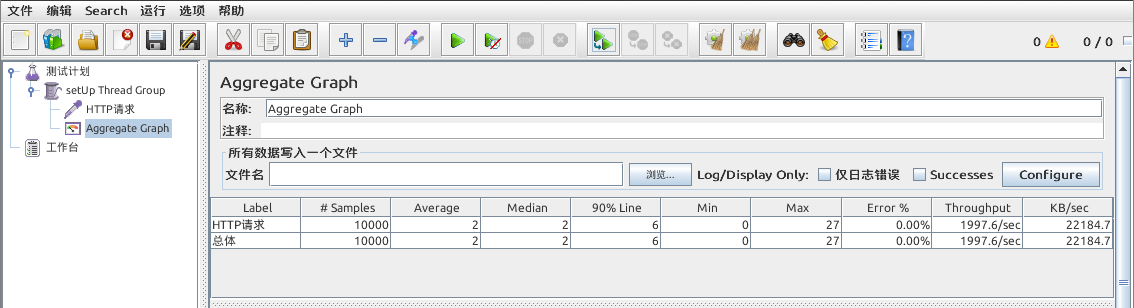 文件 编辑 Search 运行 选项 帮助
0 0 / 0
测试计划
setUp Thread Group
HTTP请求
Aggregate Graph
工作台
Aggregate Graph
名称: Aggregate Graph
注释:
所有数据写入一个文件
文件名 浏览... Log/Display Only: 仅日志错误 Successes Configure
Label # Samples Average Median 90% Line Min Max Error % Throughput KB/sec
HTTP请求 10000 2 2 6 0 27 0.00% 1997.6/sec 22184.7
总体 10000 2 2 6 0 27 0.00% 1997.6/sec 22184.7